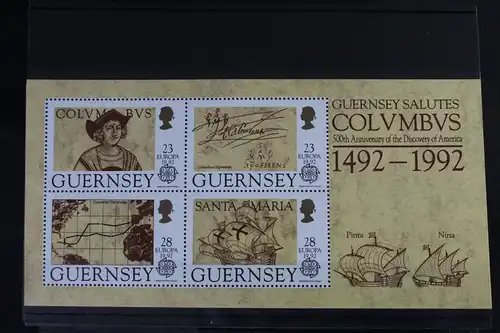 COLVMBVS
23
EUROPA
1992
GUERNSEY
23
EUROPA
1992
GUERNSEY
28
EUROPA
1992
GUERNSEY
SANTA MARIA
28
EUROPA
1992
GUERNSEY
GUERNSEY SALUTES
COLVMBVS
500th Anniversary of the Discovery of America
1492-1992
Pinta
Nina